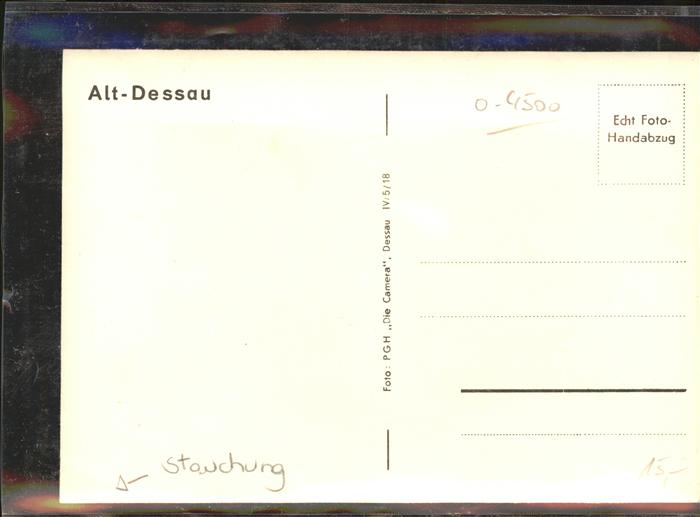 Alt-Dessau
0-4500
Echt Foto-
Handabzug
Foto: PGH „Die Camera", Dessau IV/5/18
Stauchung
15,-